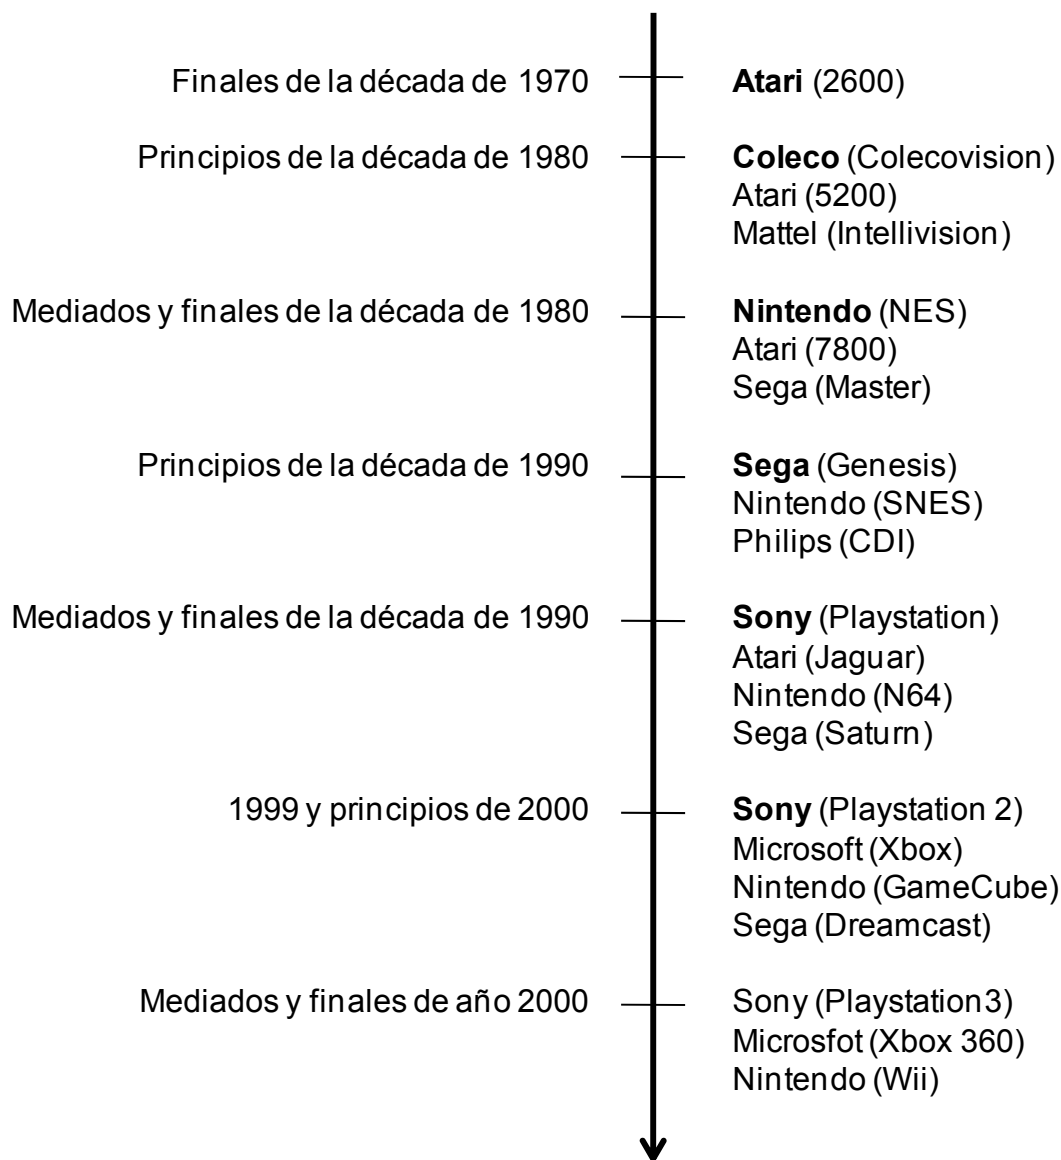 Finales de la década de 1970 Atari (2600)
Principios de la década de 1980 Coleco (Colecovision)
Atari (5200)
Mattel (Intellivision)
Mediados y finales de la década de 1980 Nintendo (NES)
Atari (7800)
Sega (Master)
Principios de la década de 1990 Sega (Genesis)
Nintendo (SNES)
Philips (CDI)
Mediados y finales de la década de 1990 Sony (Playstation)
Atari (Jaguar)
Nintendo (N64)
Sega (Saturn)
1999 y principios de 2000 Sony (Playstation 2)
Microsoft (Xbox)
Nintendo (GameCube)
Sega (Dreamcast)
Mediados y finales de año 2000 Sony (Playstation3)
Microsfot (Xbox 360)
Nintendo (Wii)